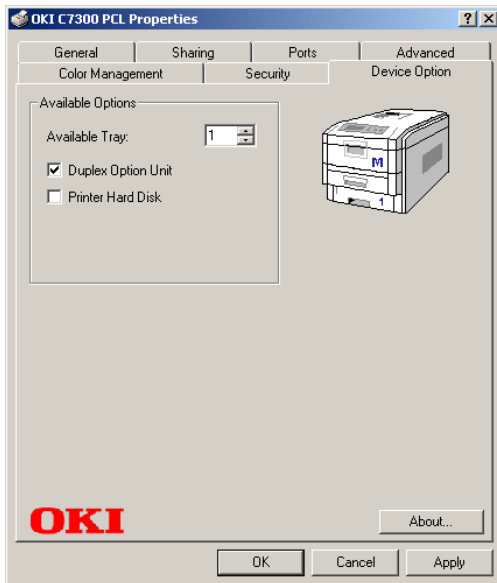 OKI C7300 PCL Properties
General Sharing Ports Advanced
Color Management Security Device Option
Available Options
Available Tray: 1
Duplex Option Unit
Printer Hard Disk
M
1
OKI
About...
OK Cancel Apply